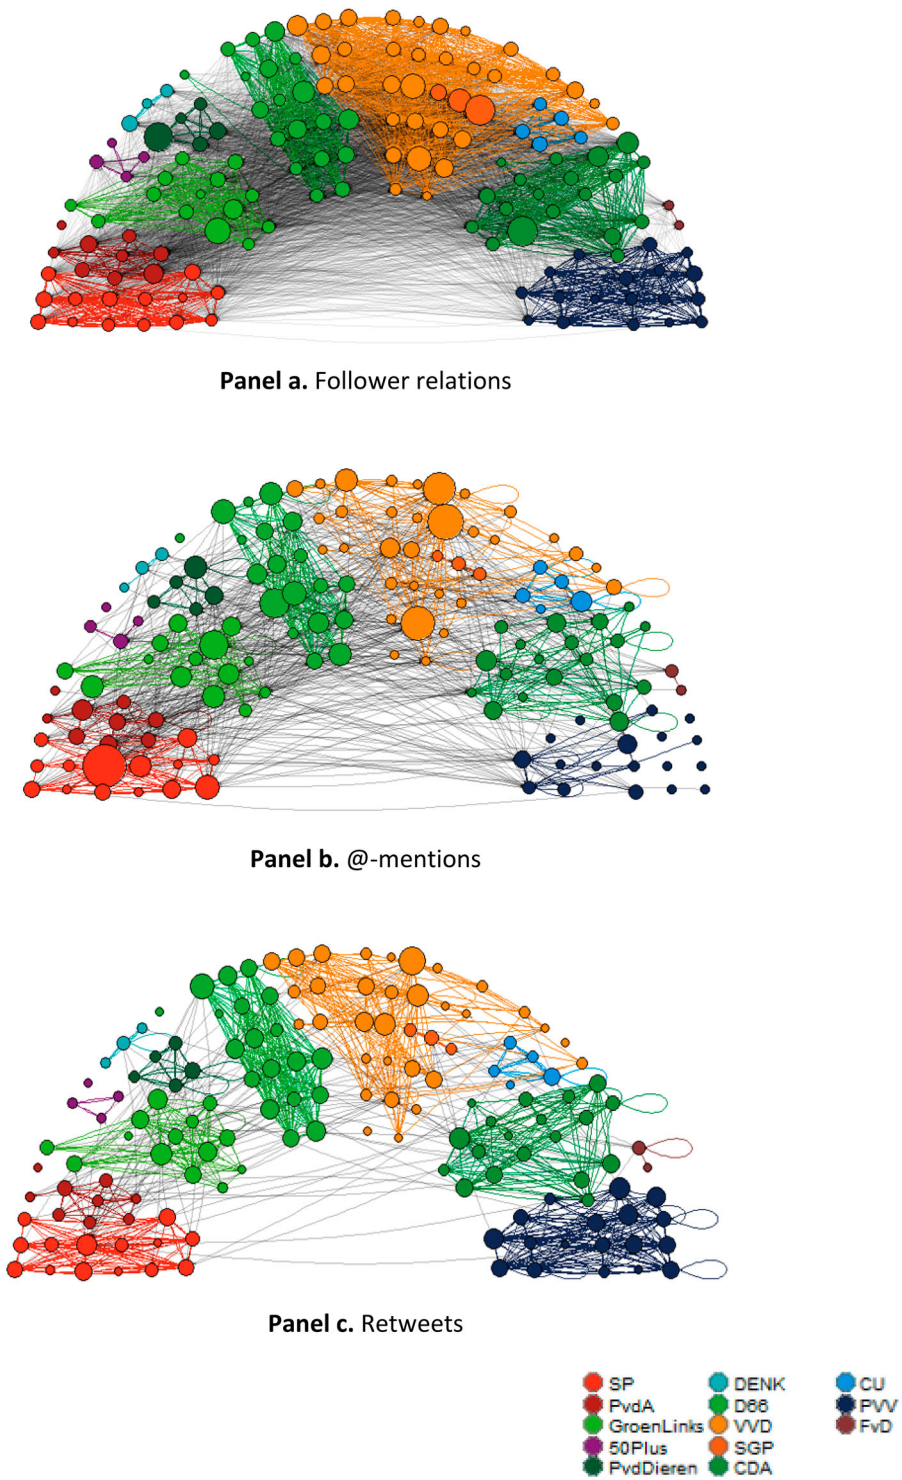 Panel a. Follower relations
Panel b. @-mentions
Panel c. Retweets
SP DENK CU
PvdA D66 PVV
GroenLinks VVD FvD
50Plus SGP
PvdDieren CDA